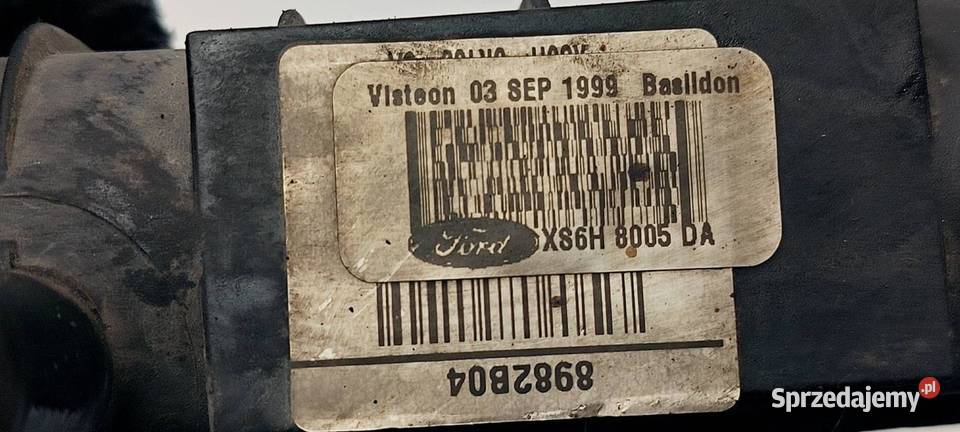 Visteon 03 SEP 1999 Basildon
Ford XS6H 8005 DA
8982B04
Sprzedajemy.pl